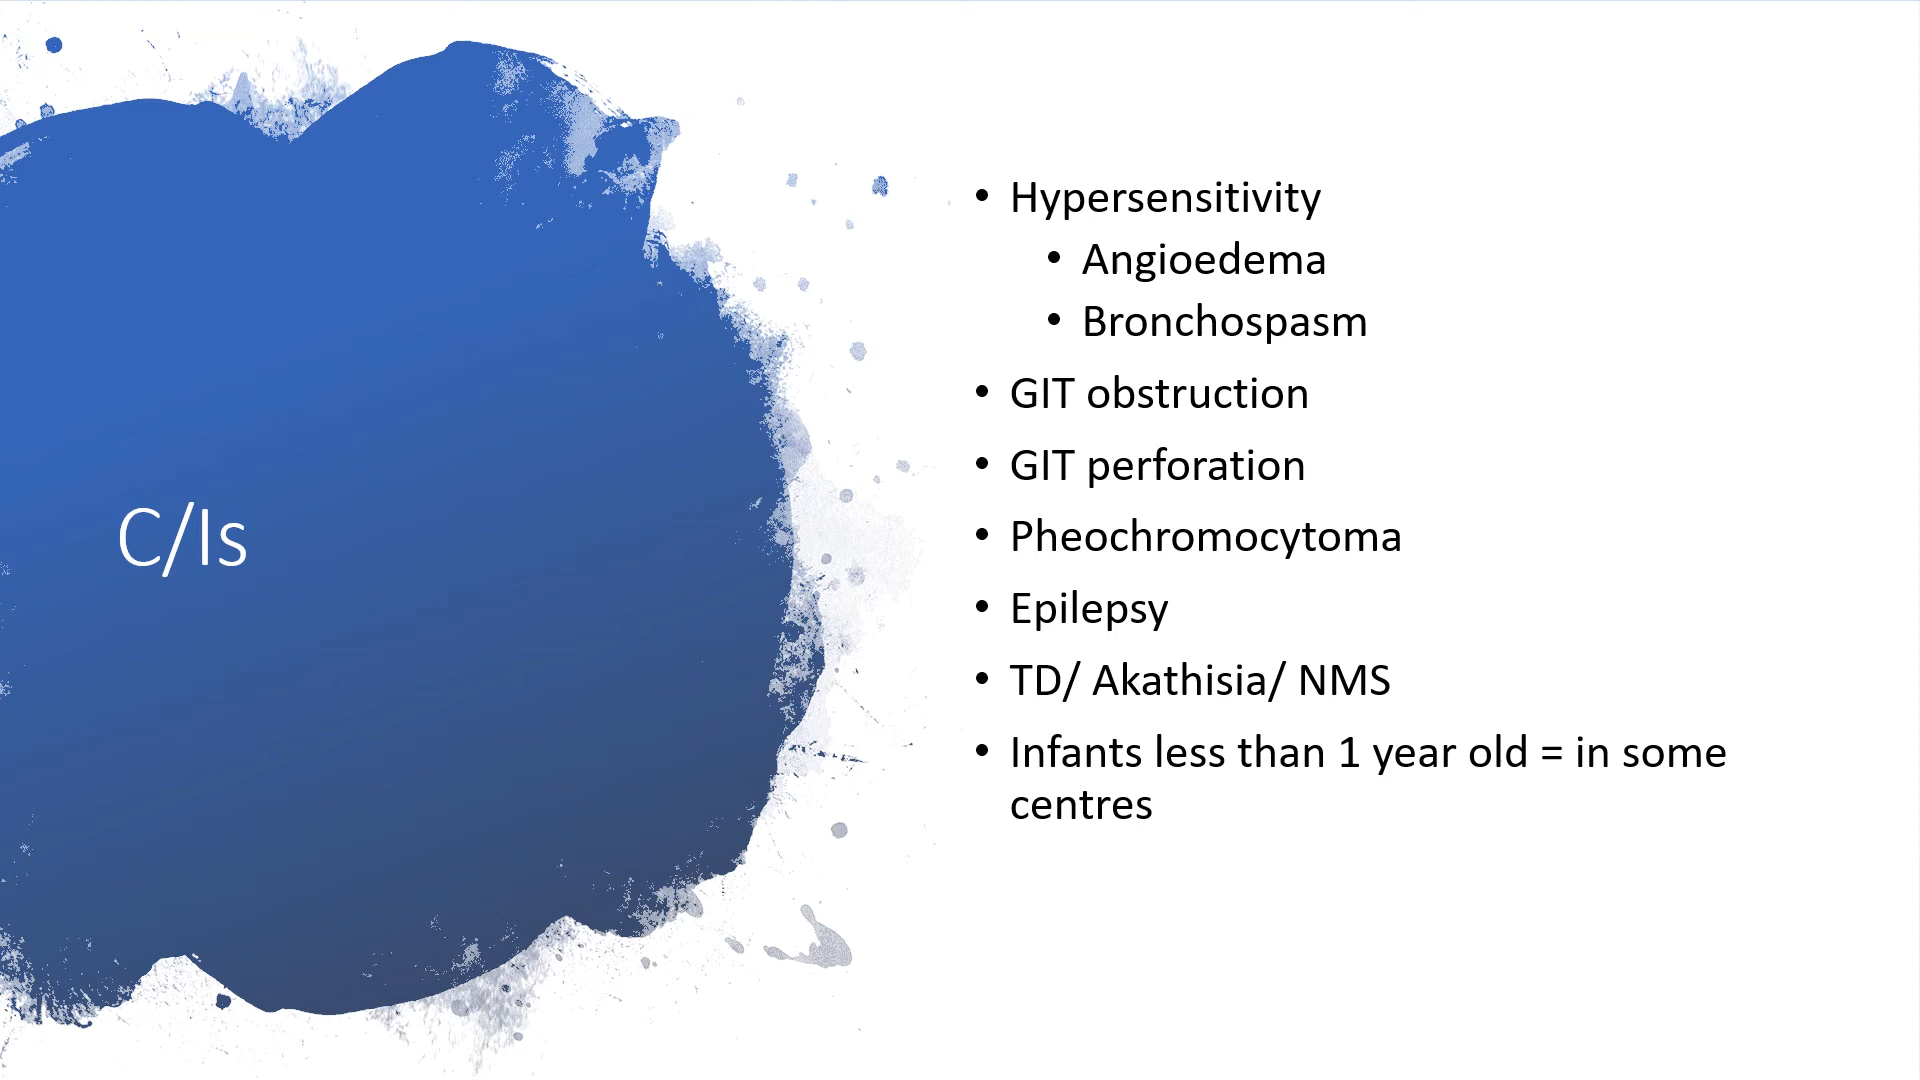 C/Is
• Hypersensitivity
• Angioedema
• Bronchospasm
• GIT obstruction
• GIT perforation
• Pheochromocytoma
• Epilepsy
• TD/ Akathisia/ NMS
• Infants less than 1 year old = in some
centres